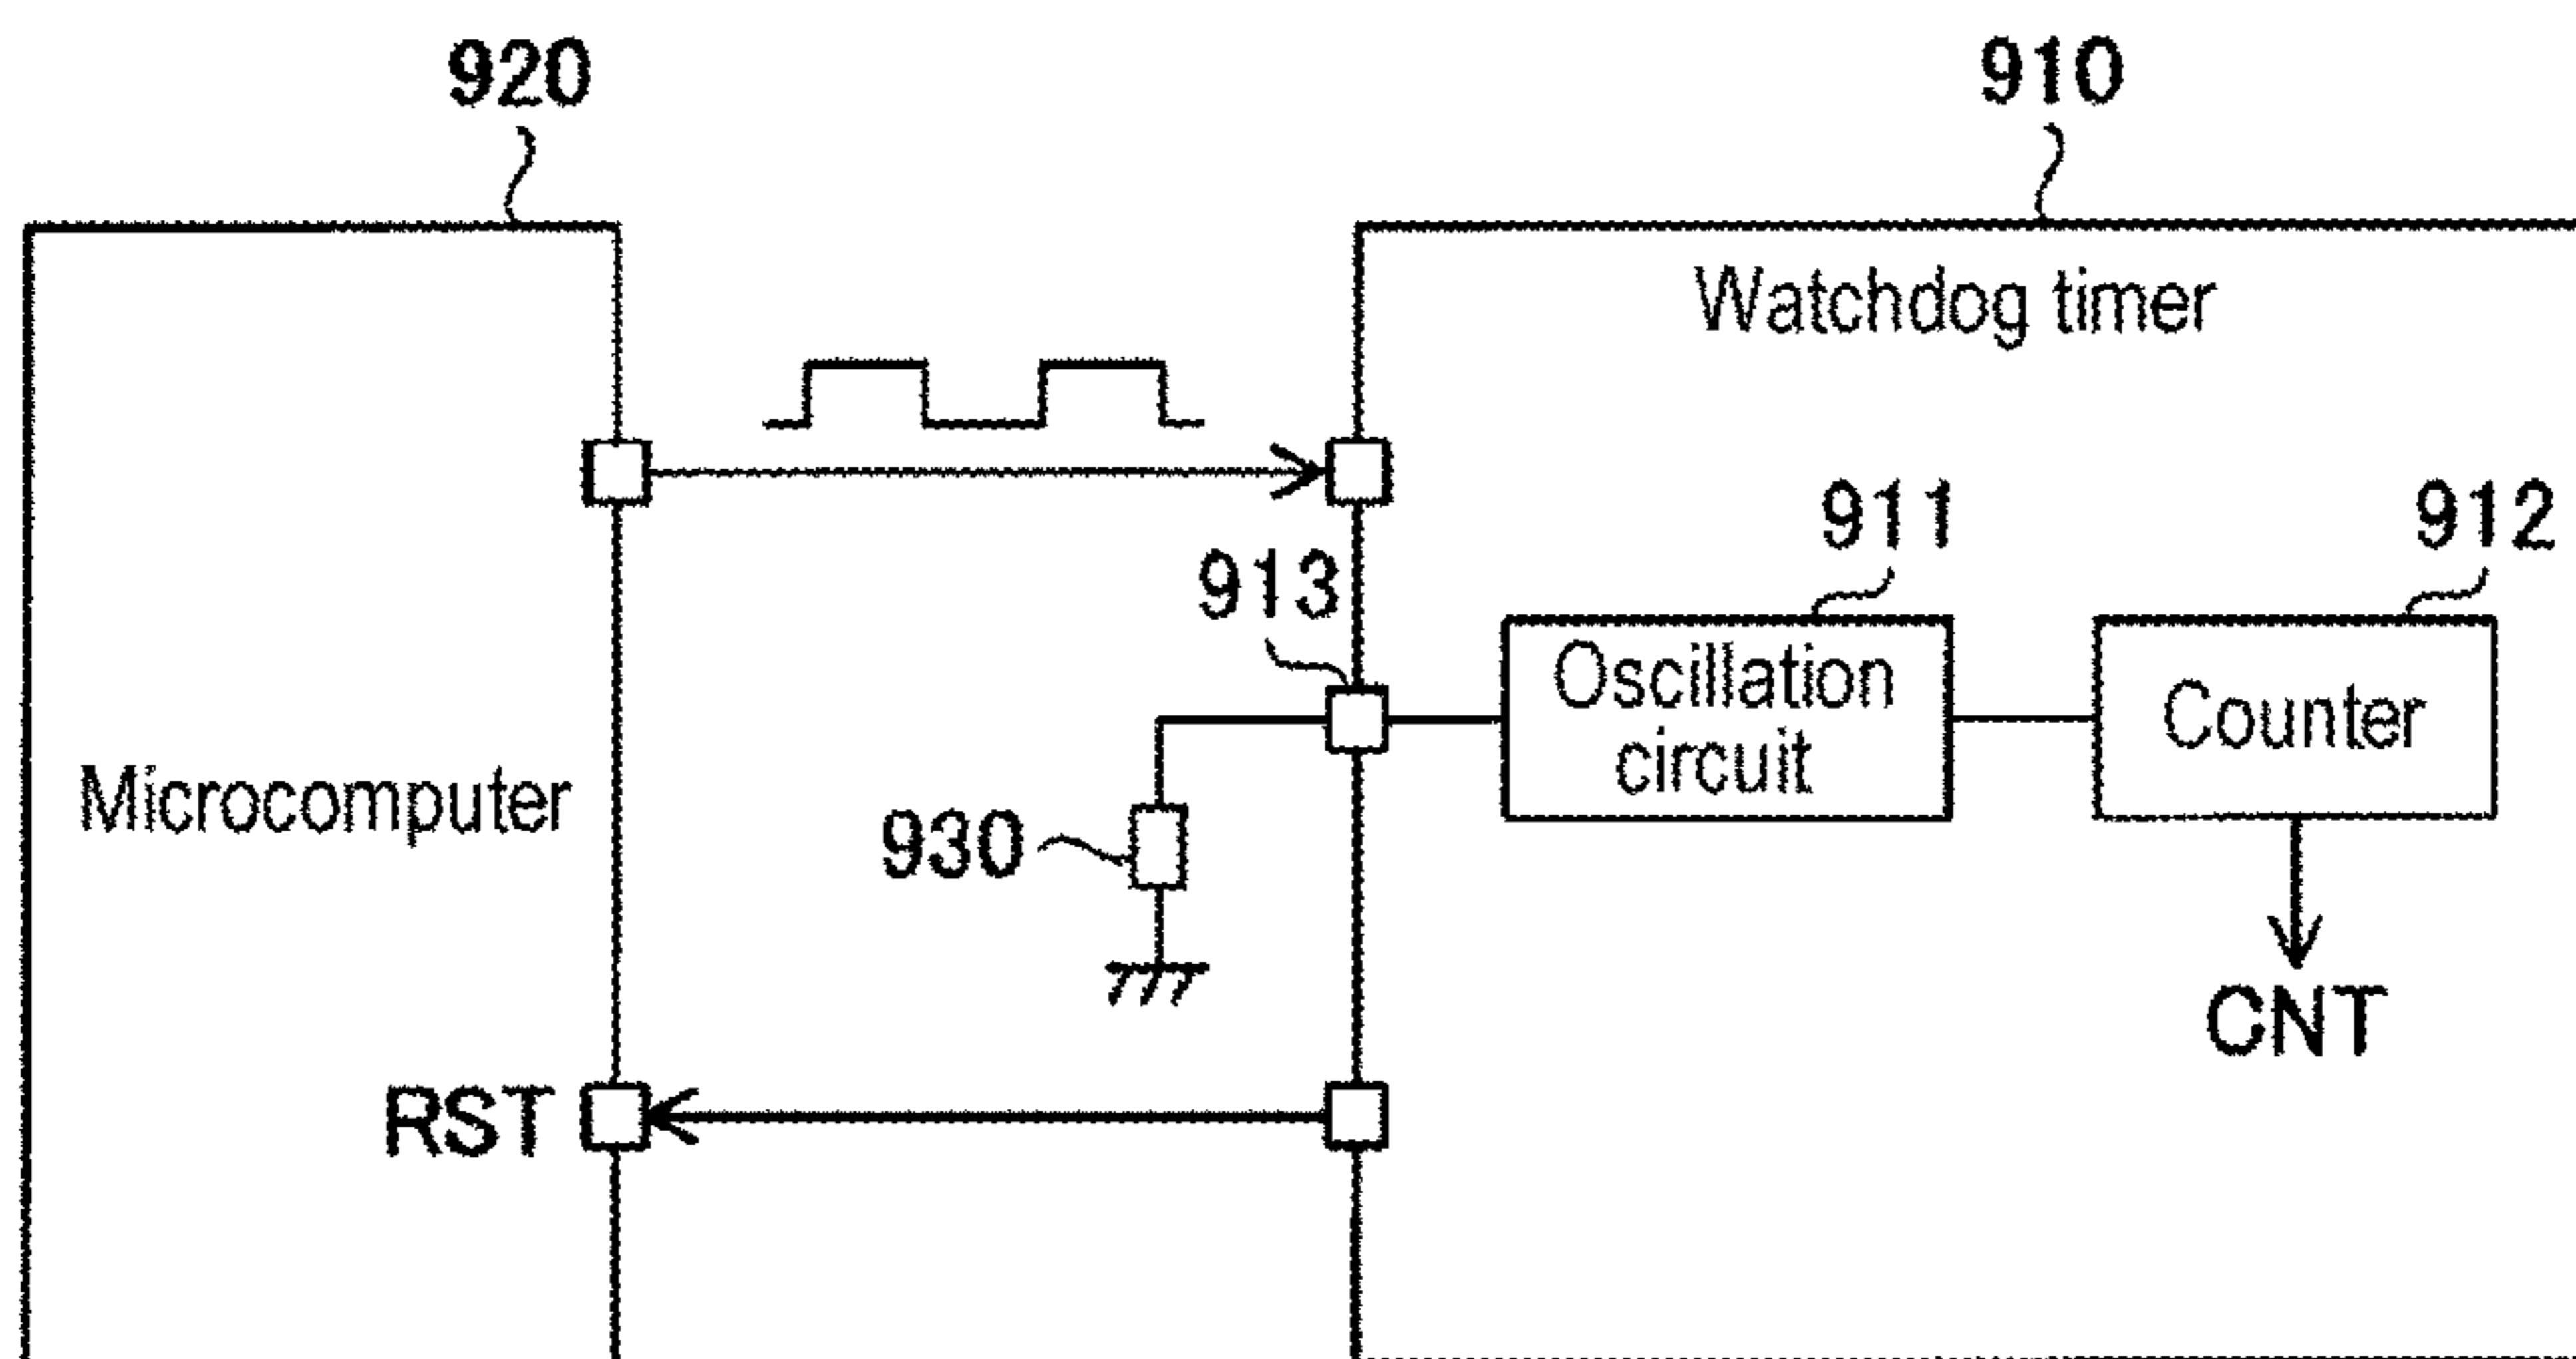 920
910
Watchdog timer
911
912
913
Oscillation
circuit
Counter
Microcomputer
930
CNT
RST